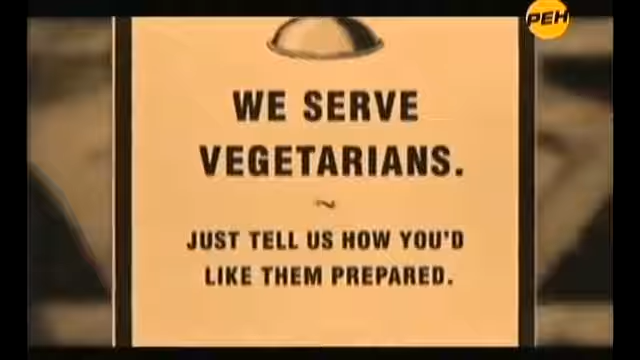 РЕН
WE SERVE
VEGETARIANS.
~
JUST TELL US HOW YOU'D
LIKE THEM PREPARED.